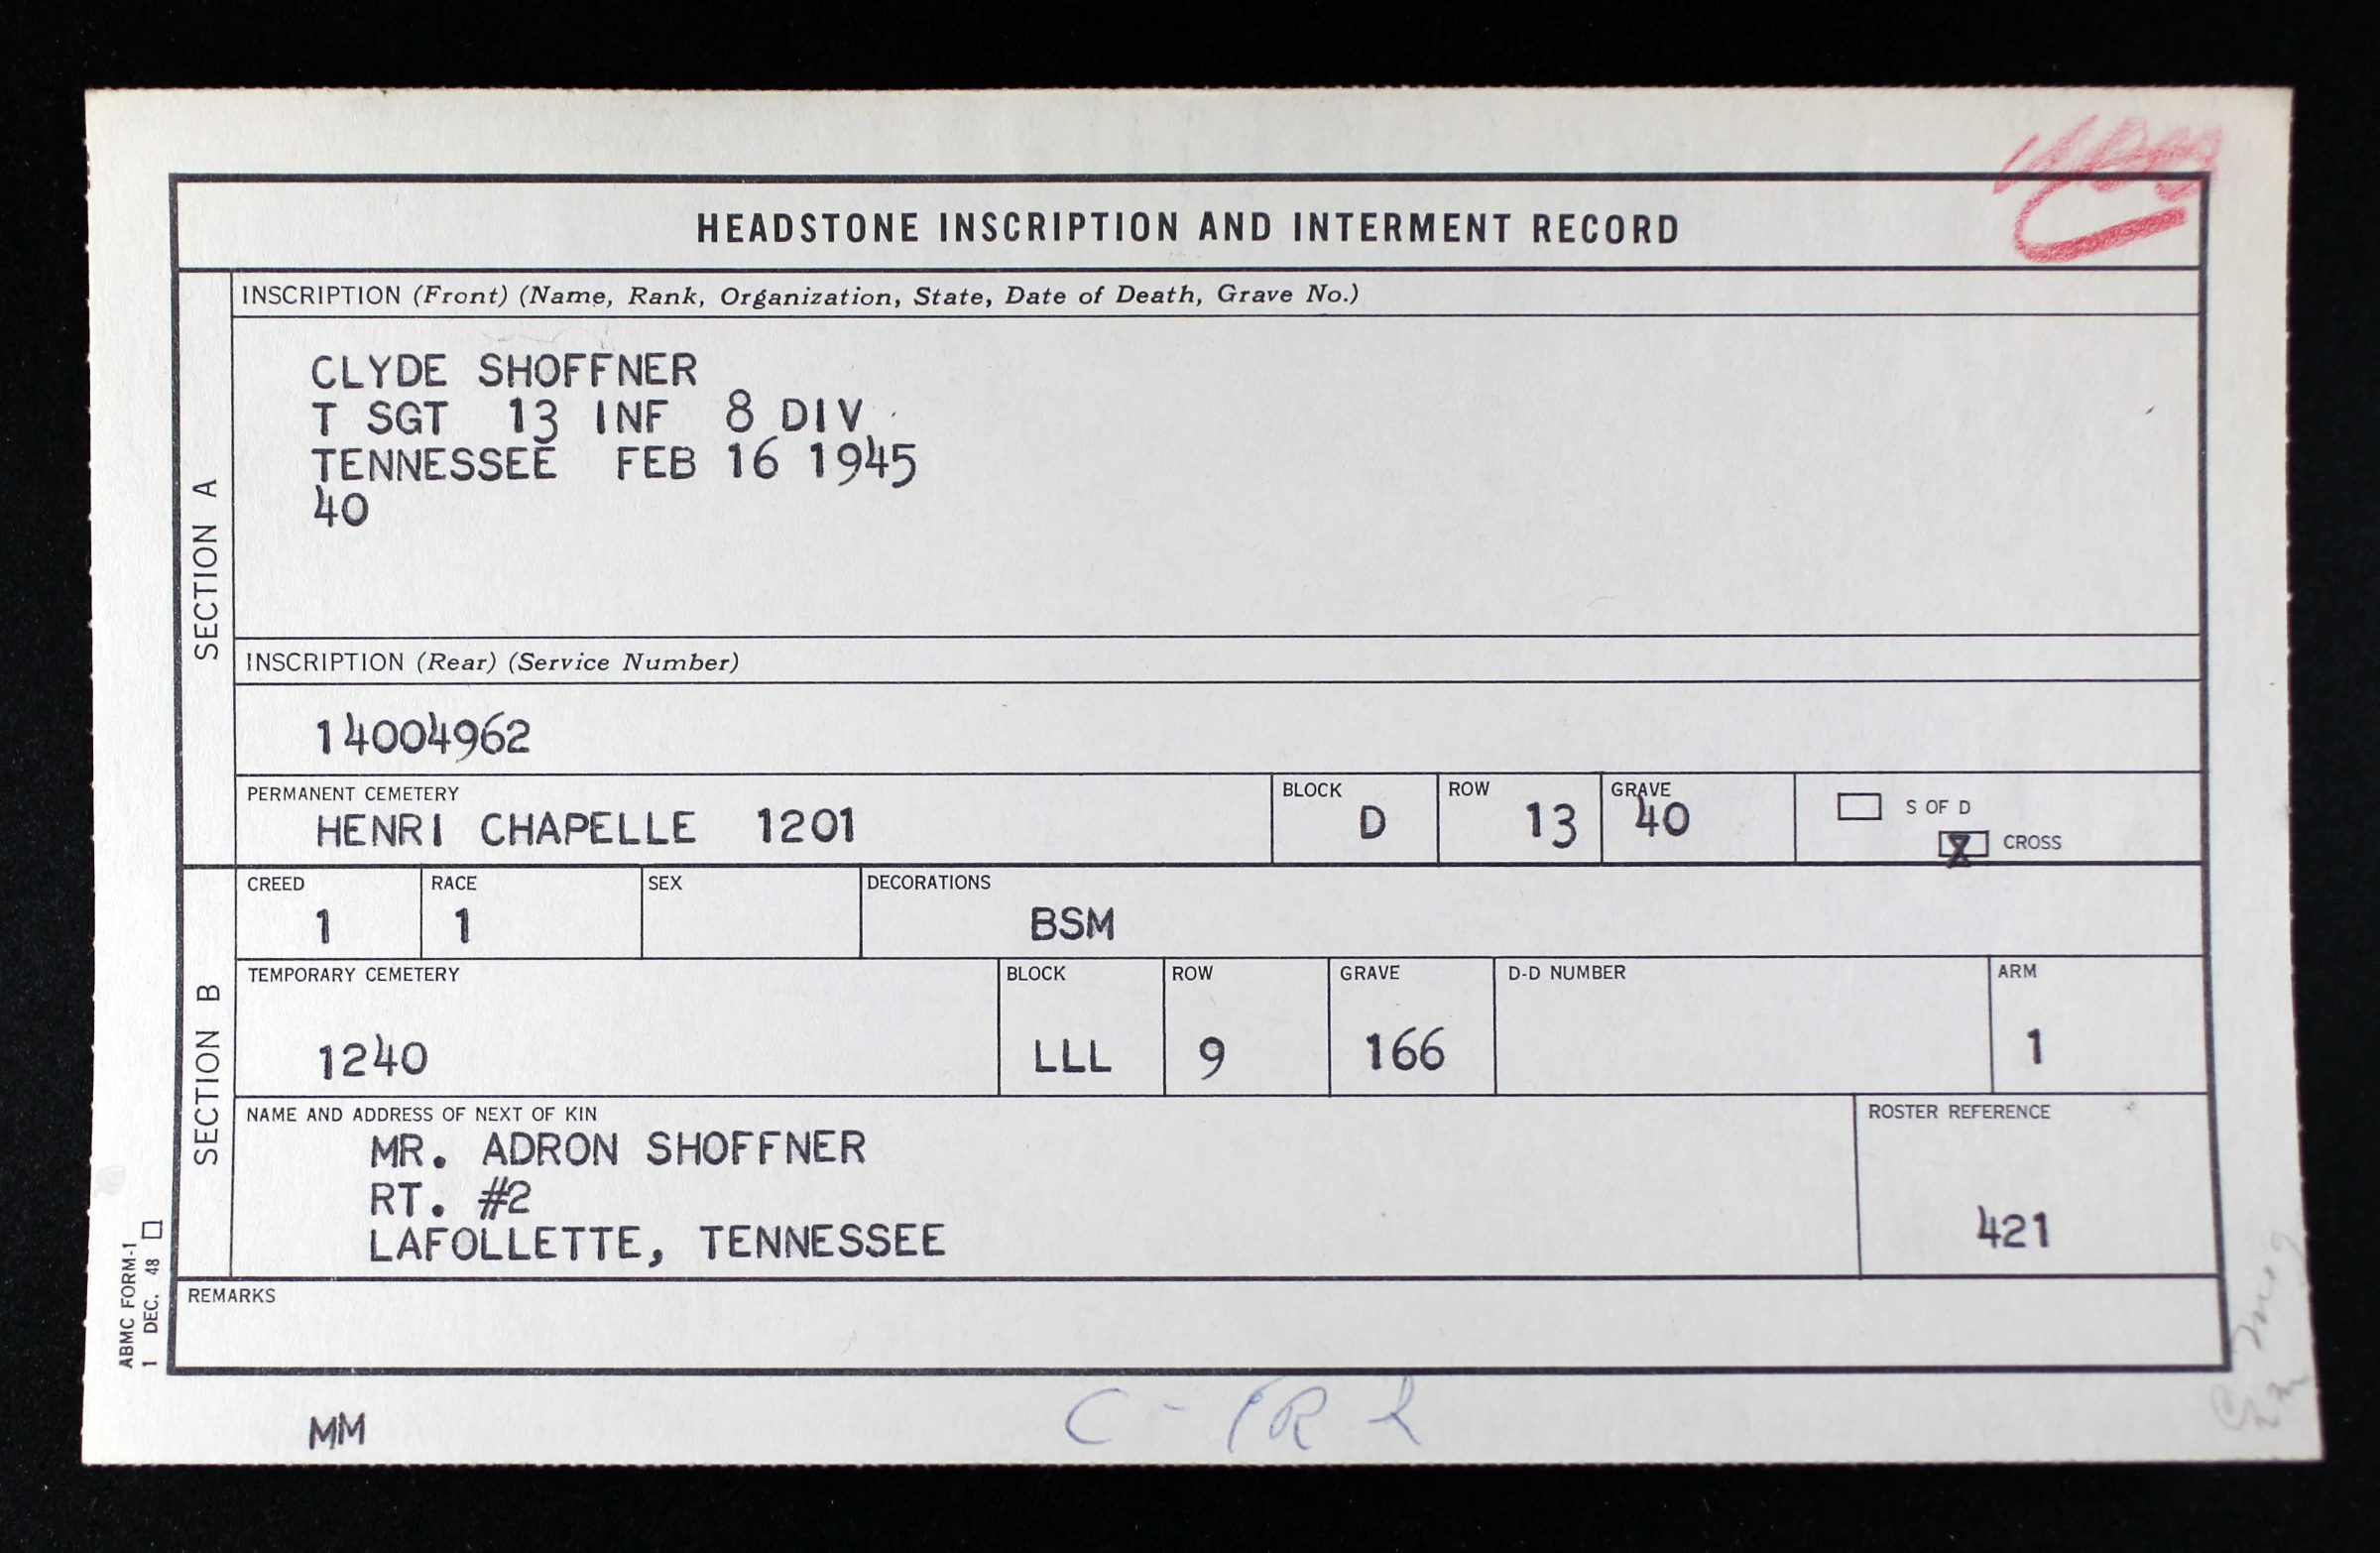 HEADSTONE INSCRIPTION AND INTERMENT RECORD
SECTION A
INSCRIPTION (Front) (Name, Rank, Organization, State, Date of Death, Grave No.)
CLYDE SHOFFNER
T SGT 13 INF 8 DIV
TENNESSEE FEB 16 1945
40
INSCRIPTION (Rear) (Service Number)
14004962
PERMANENT CEMETERY BLOCK ROW GRAVE
HENRI CHAPELLE 1201 D 13 40
S OF D
X CROSS
SECTION B
CREED RACE SEX DECORATIONS
1 1 BSM
TEMPORARY CEMETERY BLOCK ROW GRAVE D-D NUMBER ARM
1240 LLL 9 166 1
NAME AND ADDRESS OF NEXT OF KIN ROSTER REFERENCE
MR. ADRON SHOFFNER
RT. #2
LAFOLLETTE, TENNESSEE 421
REMARKS
ABMC FORM-1
1 DEC. 48
MM